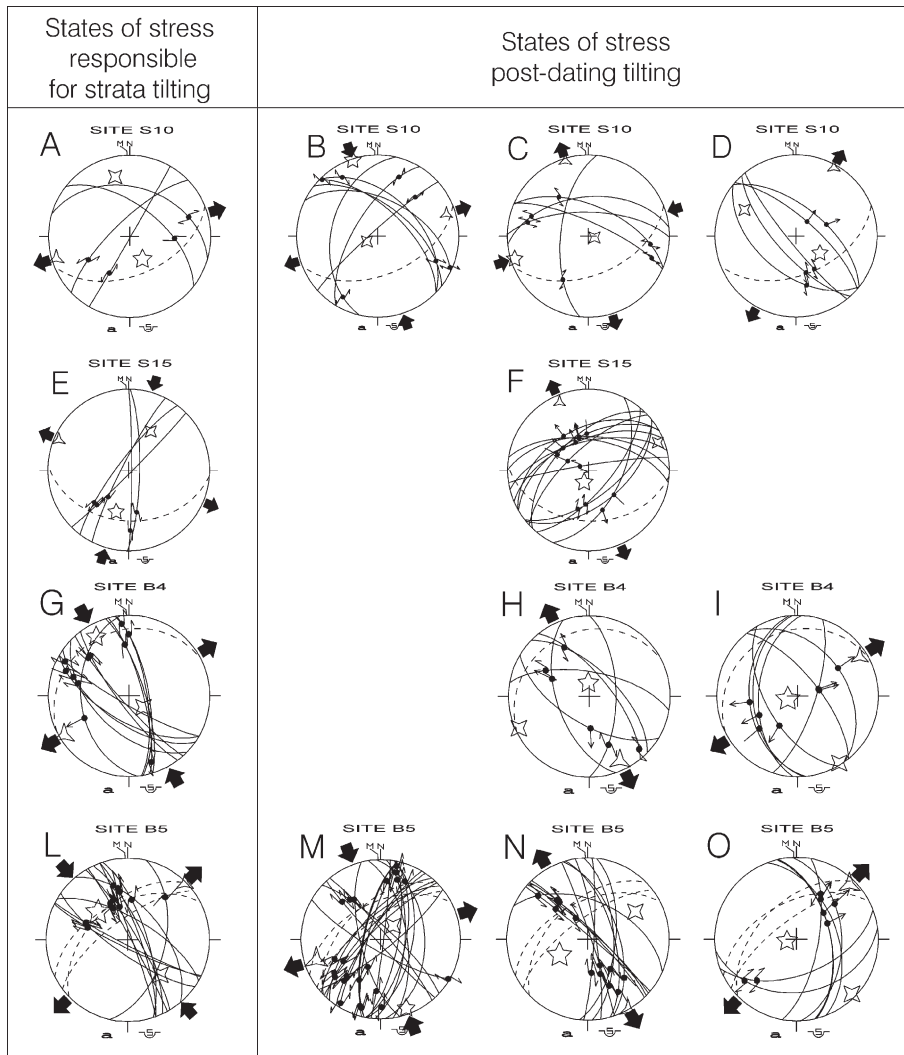 States of stress
responsible
for strata tilting
States of stress
post-dating tilting
A
SITE S10
M N
a S
B
SITE S10
M N
a S
C
SITE S10
M N
a S
D
SITE S10
M N
a S
E
SITE S15
M N
a S
F
SITE S15
M N
a S
G
SITE B4
M N
a S
H
SITE B4
M N
a S
I
SITE B4
M N
a S
L
SITE B5
M N
a S
M
SITE B5
M N
a S
N
SITE B5
M N
a S
O
SITE B5
M N
a S